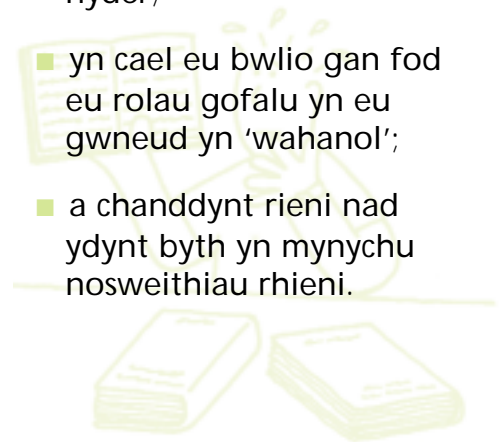 yn cael eu bwlio gan fod
eu rolau gofalu yn eu
gwneud yn ‘wahanol’;
a chanddynt rieni nad
ydynt byth yn mynychu
nosweithiau rhieni.